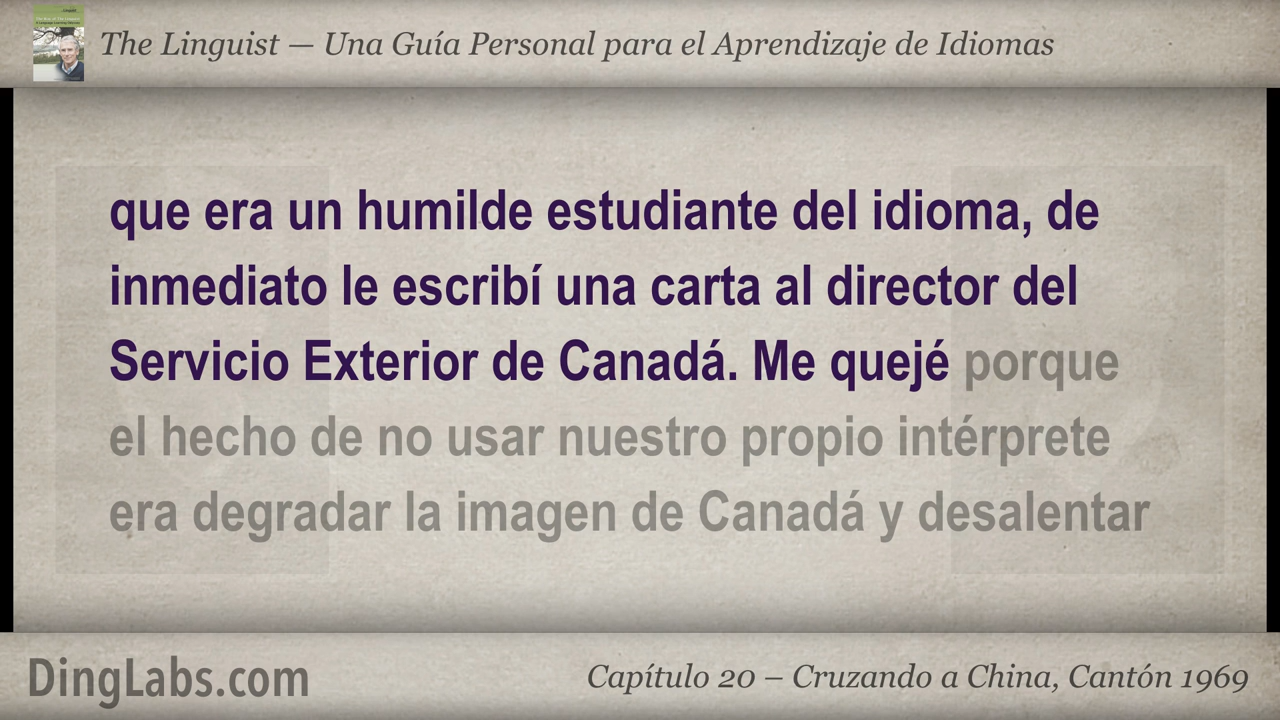 The Linguist — Una Guía Personal para el Aprendizaje de Idiomas
que era un humilde estudiante del idioma, de
inmediato le escribí una carta al director del
Servicio Exterior de Canadá. Me quejé porque
el hecho de no usar nuestro propio intérprete
era degradar la imagen de Canadá y desalentar
DingLabs.com
Capítulo 20 – Cruzando a China, Cantón 1969